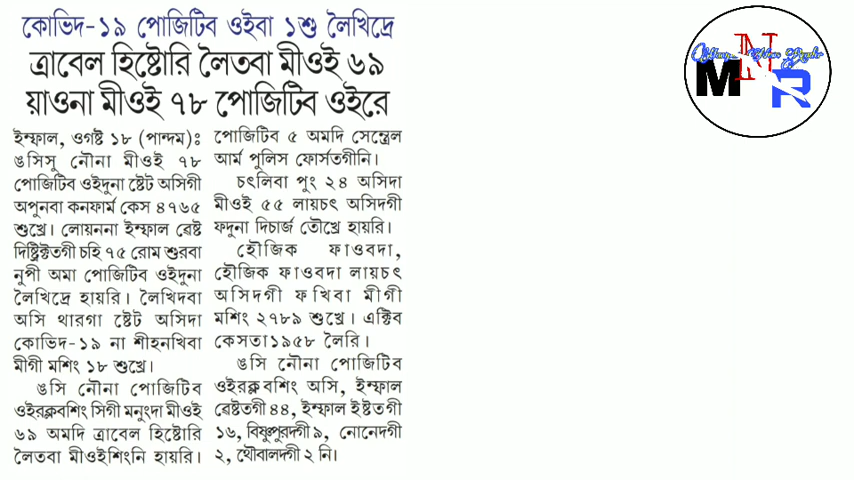 কোভিদ-১৯ পোজিটিব ওইবা ১শু লৈখিদ্রে
ত্রাবেল হিষ্টোরি লৈতবা মীওই ৬৯
য়াওনা মীওই ৭৮ পোজিটিব ওইরে
ইম্ফাল, ওগষ্ট ১৮ (পান্দম)ঃ
ঙসিসু নৌনা মীওই ৭৮
পোজিটিব ওইদুনা ষ্টেট অসিগী
অপুনবা কনফার্ম কেস ৪৭৬৫
শুখ্রে। লোয়ননা ইম্ফাল ৱেষ্ট
দিষ্ট্রিক্টতগী চহি ৭৫ রোম শুরবা
নুপী অমা পোজিটিব ওইদুনা
লৈখিদ্রে হায়রি। লৈখিদবা
অসি থারগা ষ্টেট অসিদা
কোভিদ-১৯ না শীহনখিবা
মীগী মশিং ১৮ শুখ্রে।
ঙসি নৌনা পোজিটিব
ওইরক্লবশিং সিগী মনুংদা মীওই
৬৯ অমদি ত্রাবেল হিষ্টোরি
লৈতবা মীওইশিংনি হায়রি।
পোজিটিব ৫ অমদি সেন্ত্রেল
আর্ম পুলিস ফোর্সতগীনি।
চৎলিবা পুং ২৪ অসিদা
মীওই ৫৫ লায়চৎ অসিদগী
ফদুনা দিচার্জ তৌখ্রে হায়রি।
হৌজিক ফাওবদা,
হৌজিক ফাওবদা লায়চৎ
অসিদগী ফখিবা মীগী
মশিং ২৭৮৯ শুখ্রে। এক্টিব
কেসতা ১৯৫৮ লৈরি।
ঙসি নৌনা পোজিটিব
ওইরক্লবশিং অসি, ইম্ফাল
ৱেষ্টতগী ৪৪, ইম্ফাল ইষ্টতগী
১৬, বিষ্ণুপুরদগী ৯, নোনেদগী
২, থৌবালদগী ২ নি।
MNR